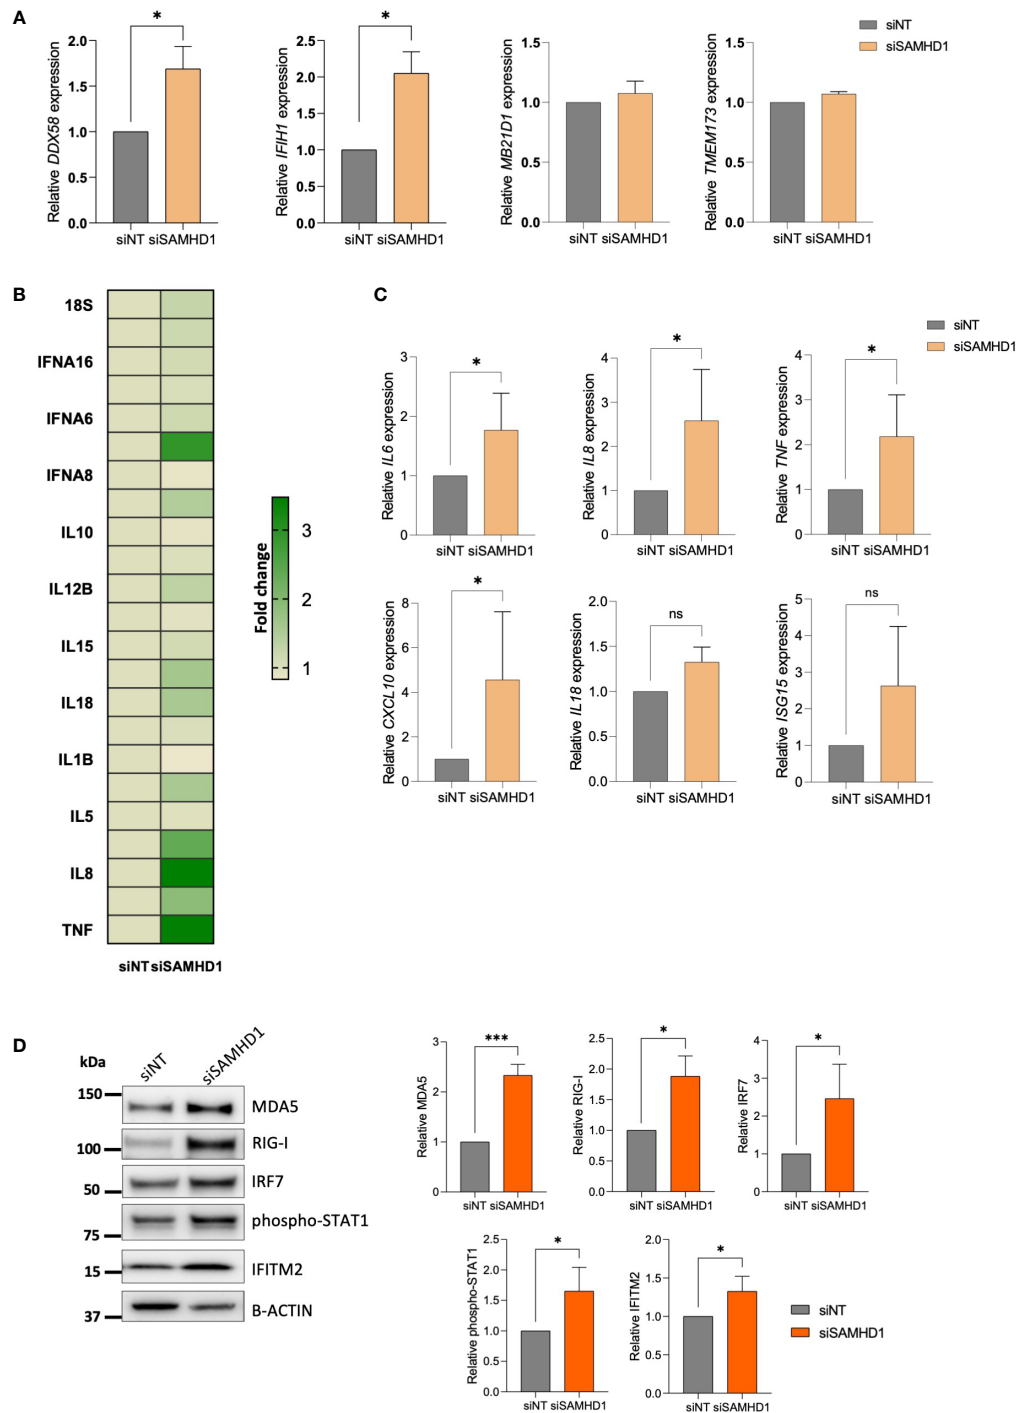 A
siNT
siSAMHD1
*
Relative DDX58 expression
2.0
1.5
1.0
0.5
0.0
siNT siSAMHD1
*
Relative IFIH1 expression
2.5
2.0
1.5
1.0
0.5
0.0
siNT siSAMHD1
Relative MB21D1 expression
1.5
1.0
0.5
0.0
siNT siSAMHD1
Relative TMEM173 expression
1.5
1.0
0.5
0.0
siNT siSAMHD1
B
18S
IFNA16
IFNA6
IFNA8
IL10
IL12B
IL15
IL18
IL1B
IL5
IL8
TNF
siNT siSAMHD1
Fold change
3
2
1
C
siNT
siSAMHD1
*
Relative IL6 expression
3
2
1
0
siNT siSAMHD1
*
Relative IL8 expression
4
3
2
1
0
siNT siSAMHD1
*
Relative TNF expression
4
3
2
1
0
siNT siSAMHD1
*
Relative CXCL10 expression
8
6
4
2
0
siNT siSAMHD1
ns
Relative IL18 expression
2.0
1.5
1.0
0.5
0.0
siNT siSAMHD1
ns
Relative ISG15 expression
5
4
3
2
1
0
siNT siSAMHD1
D
kDa
siNT
siSAMHD1
150
MDA5
100
RIG-I
50
IRF7
75
phospho-STAT1
15
IFITM2
37
B-ACTIN
***
Relative MDA5
3
2
1
0
siNT siSAMHD1
*
Relative RIG-I
2.5
2.0
1.5
1.0
0.5
0.0
siNT siSAMHD1
*
Relative IRF7
4
3
2
1
0
siNT siSAMHD1
*
Relative phospho-STAT1
2.5
2.0
1.5
1.0
0.5
0.0
siNT siSAMHD1
*
Relative IFITM2
2.0
1.5
1.0
0.5
0.0
siNT siSAMHD1
siNT
siSAMHD1